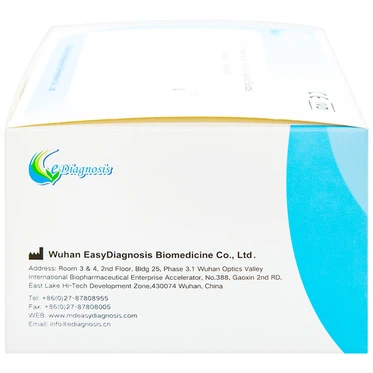 eDiagnosis
Wuhan EasyDiagnosis Biomedicine Co., Ltd.
Address: Room 3 & 4, 2nd Floor, Bldg 25, Phase 3.1 Wuhan Optics Valley
International Biopharmaceutical Enterprise Accelerator, No.388, Gaoxin 2nd RD,
East Lake Hi-Tech Development Zone,430074 Wuhan, China
Tel: +86(0)27-87808955
Fax: +86(0)27-87808005
WEB: www.mdeasydiagnosis.com
Email: info@ediagnosis.cn